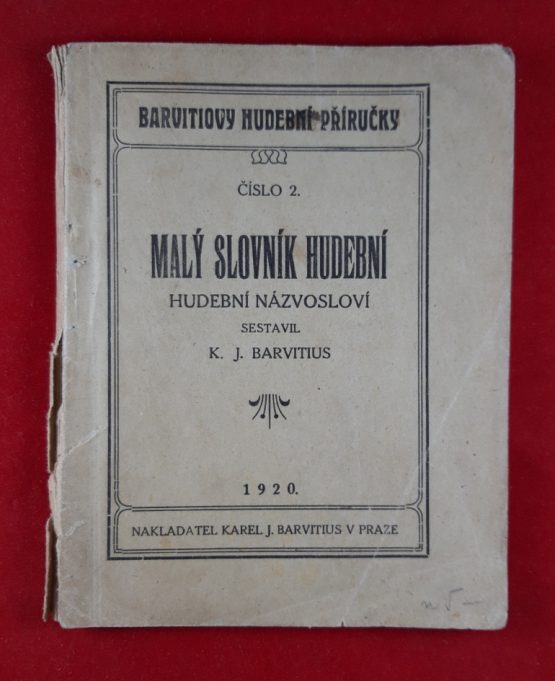 BARVITIOVY HUDEBNÍ PŘÍRUČKY
ČÍSLO 2.
MALÝ SLOVNÍK HUDEBNÍ
HUDEBNÍ NÁZVOSLOVÍ
SESTAVIL
K. J. BARVITIUS
1920.
NAKLADATEL KAREL J. BARVITIUS V PRAZE